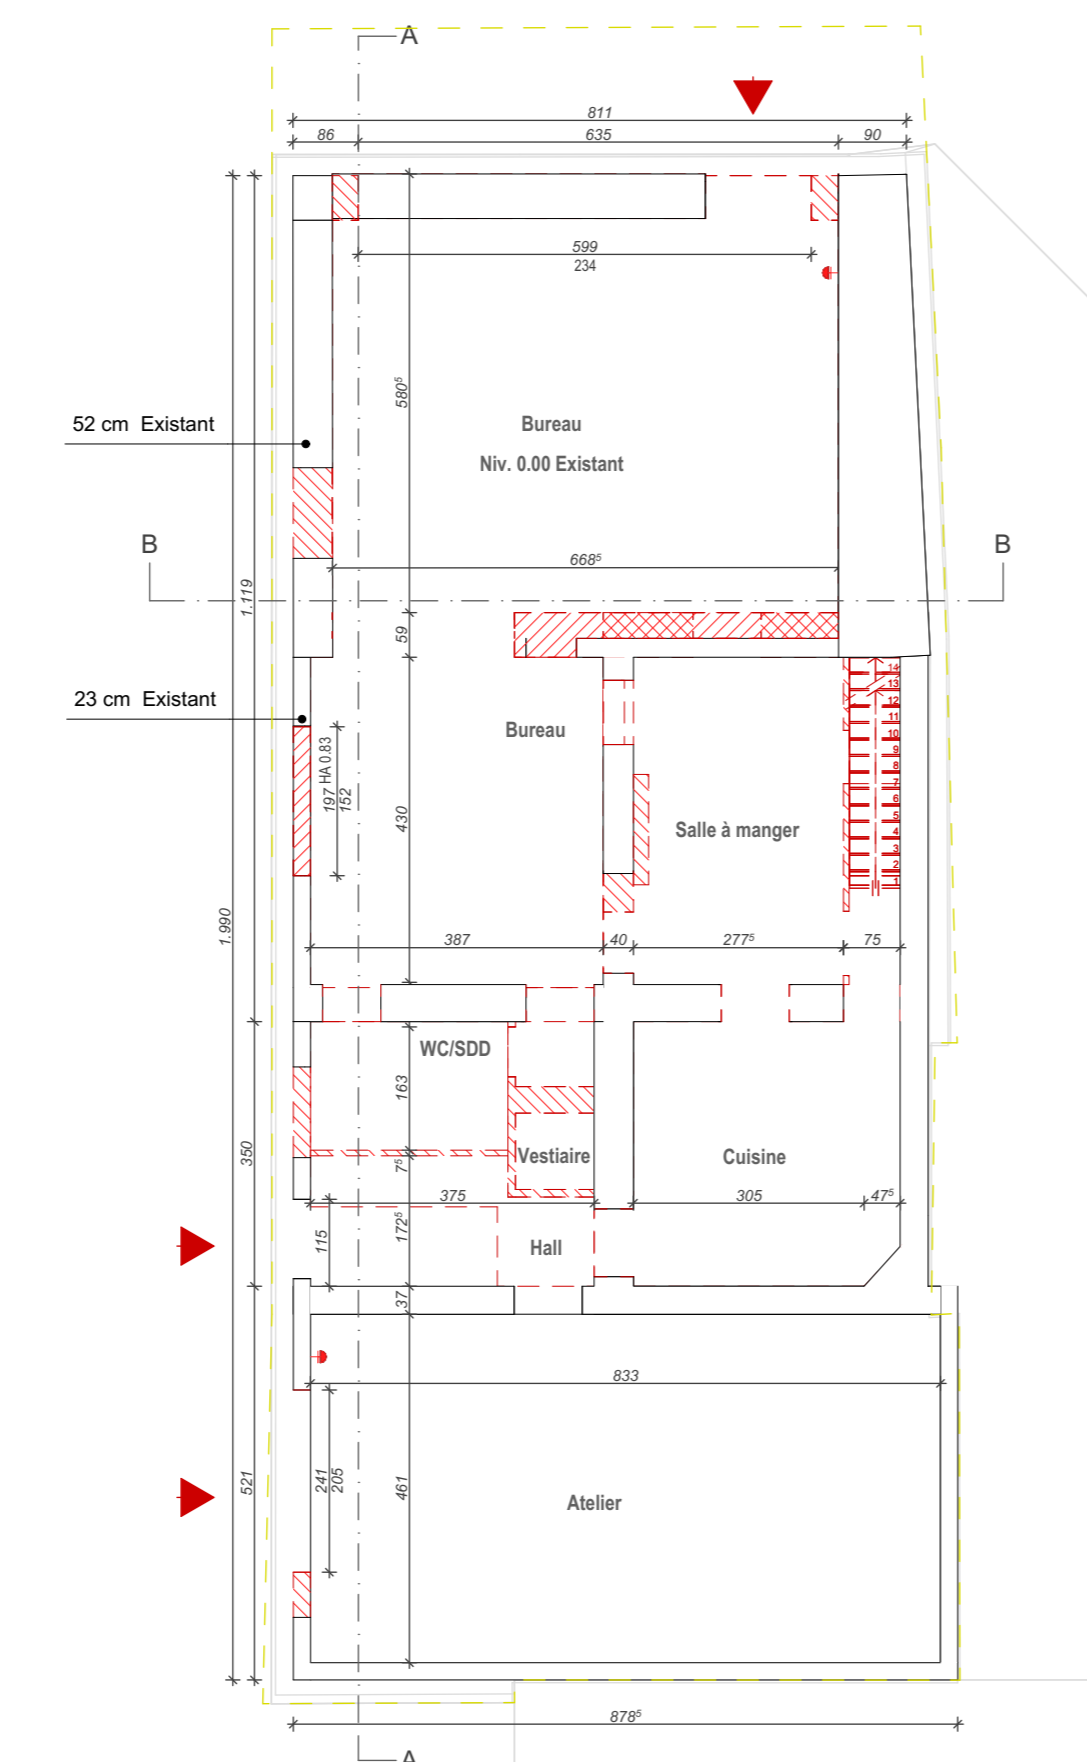 A
811
86 635 90
599
234
580⁵
52 cm Existant
Bureau
Niv. 0.00 Existant
B B
668⁵
1.119
59
23 cm Existant
Bureau
197 HA 0.83
152
430
Salle à manger
14
13
12
11
10
9
8
7
6
5
4
3
2
1
1.990
387 40 277⁵ 75
WC/SDD
163
350
7⁵
Vestiaire
Cuisine
375 305 47⁵
115
172⁵
Hall
37
833
521
241
205
461
Atelier
878⁵
A